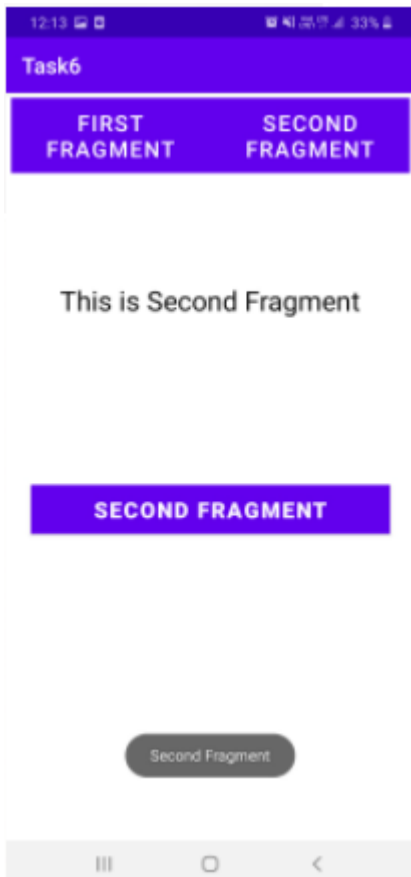 12:13 33%
Task6
FIRST FRAGMENT
SECOND FRAGMENT
This is Second Fragment
SECOND FRAGMENT
Second Fragment